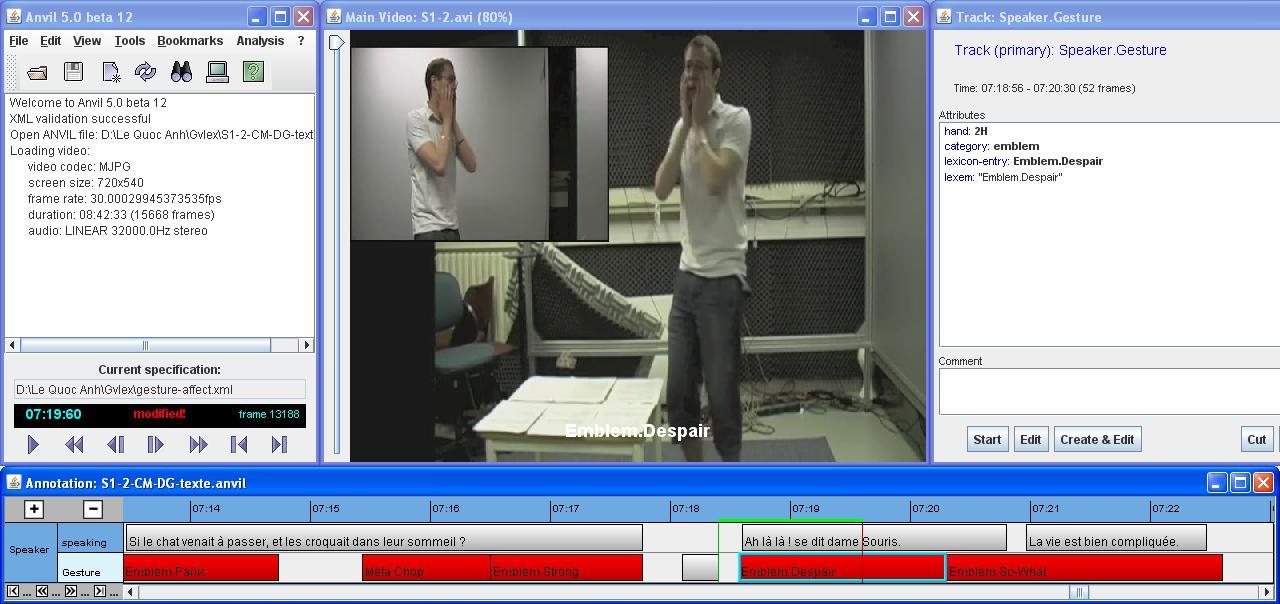 Anvil 5.0 beta 12
File Edit View Tools Bookmarks Analysis ?
Welcome to Anvil 5.0 beta 12
XML validation successful
Open ANVIL file: D:\Le Quoc Anh\Gvlex\S1-2-CM-DG-text
Loading video:
video codec: MJPG
screen size: 720x540
frame rate: 30.00029945973535fps
duration: 08:42:33 (15668 frames)
audio: LINEAR 32000.0Hz stereo
Current specification:
D:\Le Quoc Anh\Gvlex\gesture-affect.xml
07:19:60 modified! frame 13188
Main Video: S1-2.avi (80%)
Emblem.Despair
Track: Speaker.Gesture
Track (primary): Speaker.Gesture
Time: 07:18:56 - 07:20:30 (52 frames)
Attributes
hand: 2H
category: emblem
lexicon-entry: Emblem.Despair
lexem: "Emblem.Despair"
Comment
Start Edit Create & Edit Cut
Annotation: S1-2-CM-DG-texte.anvil
+ −
07:14 07:15 07:16 07:17 07:18 07:19 07:20 07:21 07:22
Speaker
speaking
Si le chat venait à passer, et les croquait dans leur sommeil ? Ah là là ! se dit dame Souris. La vie est bien compliquée.
Gesture
Emblem.Panic Meta Chop Emblem.Strong Emblem.Despair Emblem.So-What
... ... ... ...